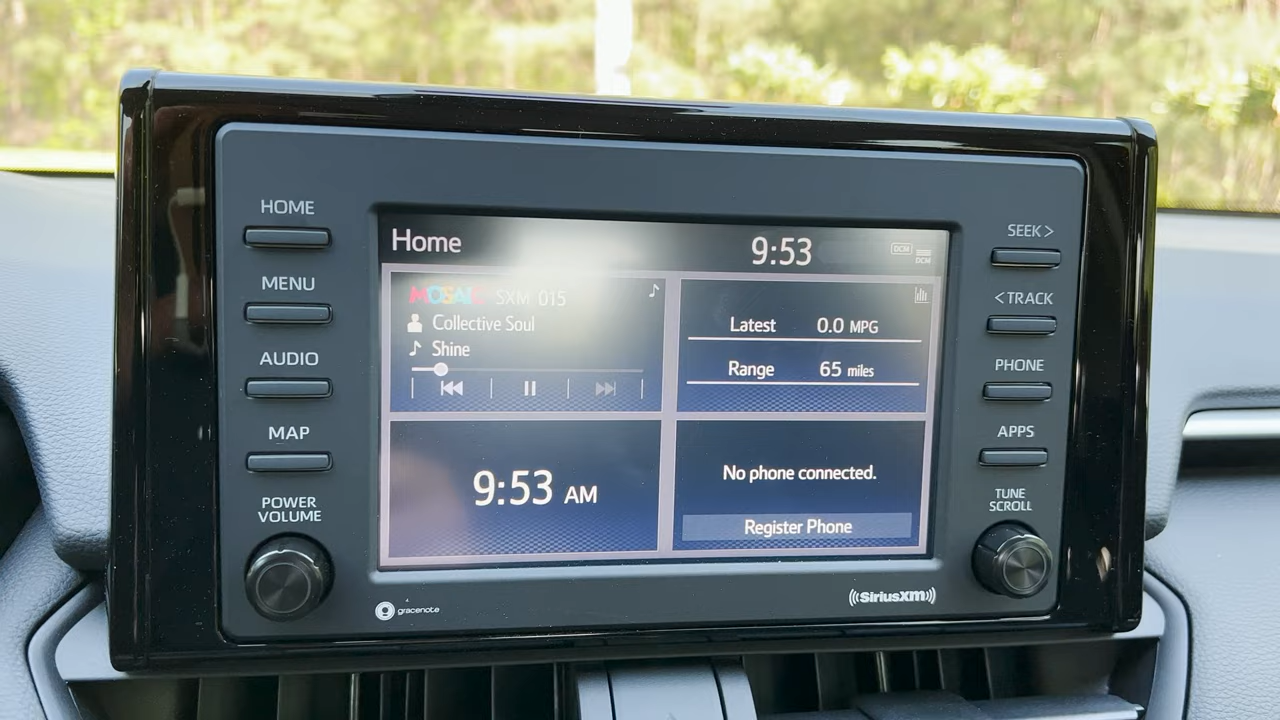 HOME
MENU
AUDIO
MAP
POWER
VOLUME
Home
9:53
DCM
DCM
MOSAIC SXM 015
Collective Soul
Shine
Latest 0.0 MPG
Range 65 miles
9:53 AM
No phone connected.
Register Phone
SEEK >
< TRACK
PHONE
APPS
TUNE
SCROLL
gracenote
((SiriusXM))